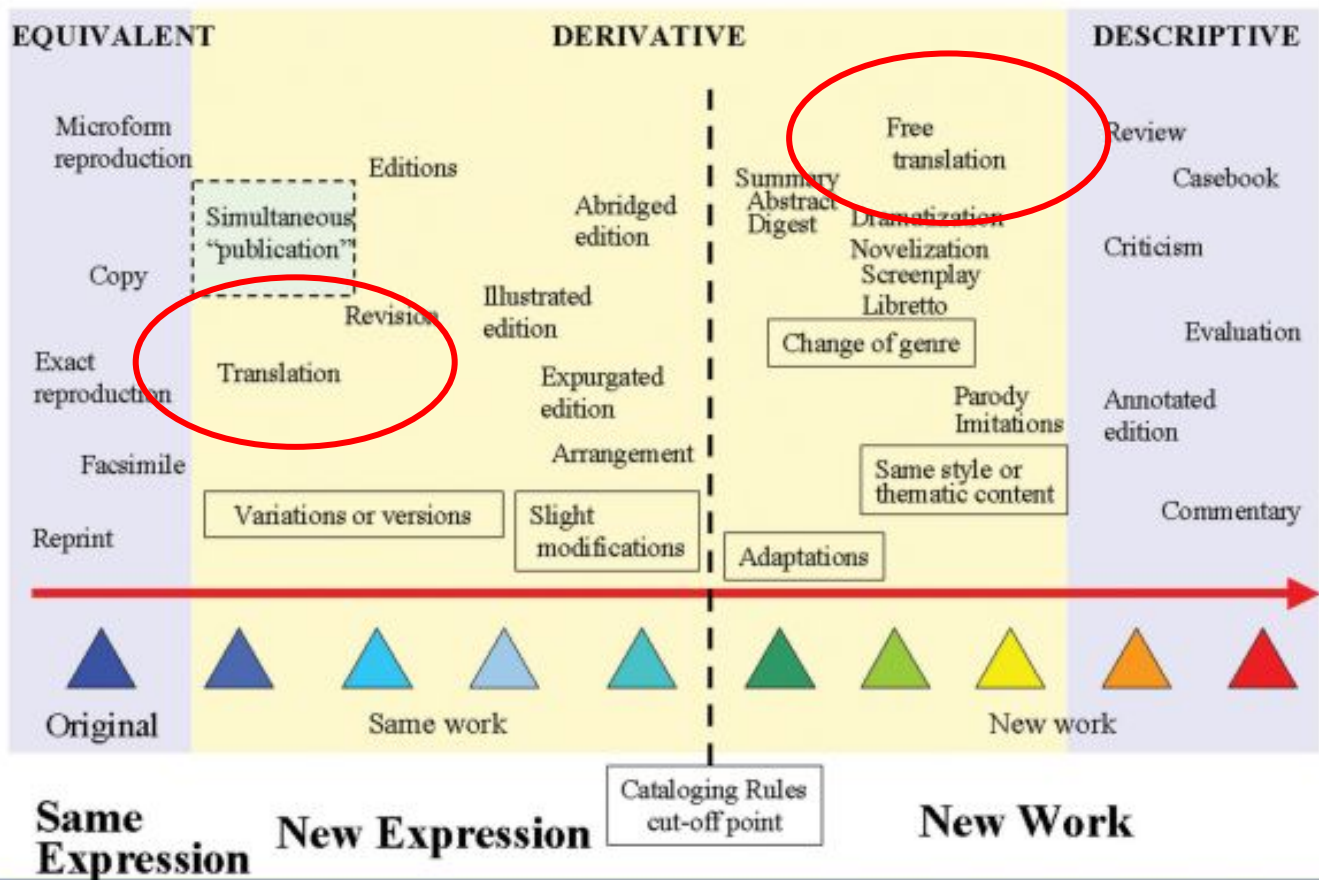 EQUIVALENT
DERIVATIVE
DESCRIPTIVE
Microform
reproduction
Copy
Exact
reproduction
Facsimile
Reprint
Simultaneous
“publication”
Editions
Translation
Revision
Illustrated
edition
Abridged
edition
Expurgated
edition
Arrangement
Variations or versions
Slight
modifications
Summary
Abstract
Digest
Free
translation
Dramatization
Novelization
Screenplay
Libretto
Change of genre
Parody
Imitations
Same style or
thematic content
Adaptations
Review
Casebook
Criticism
Evaluation
Annotated
edition
Commentary
Original
Same work
New work
Same
Expression
New Expression
Cataloging Rules
cut-off point
New Work